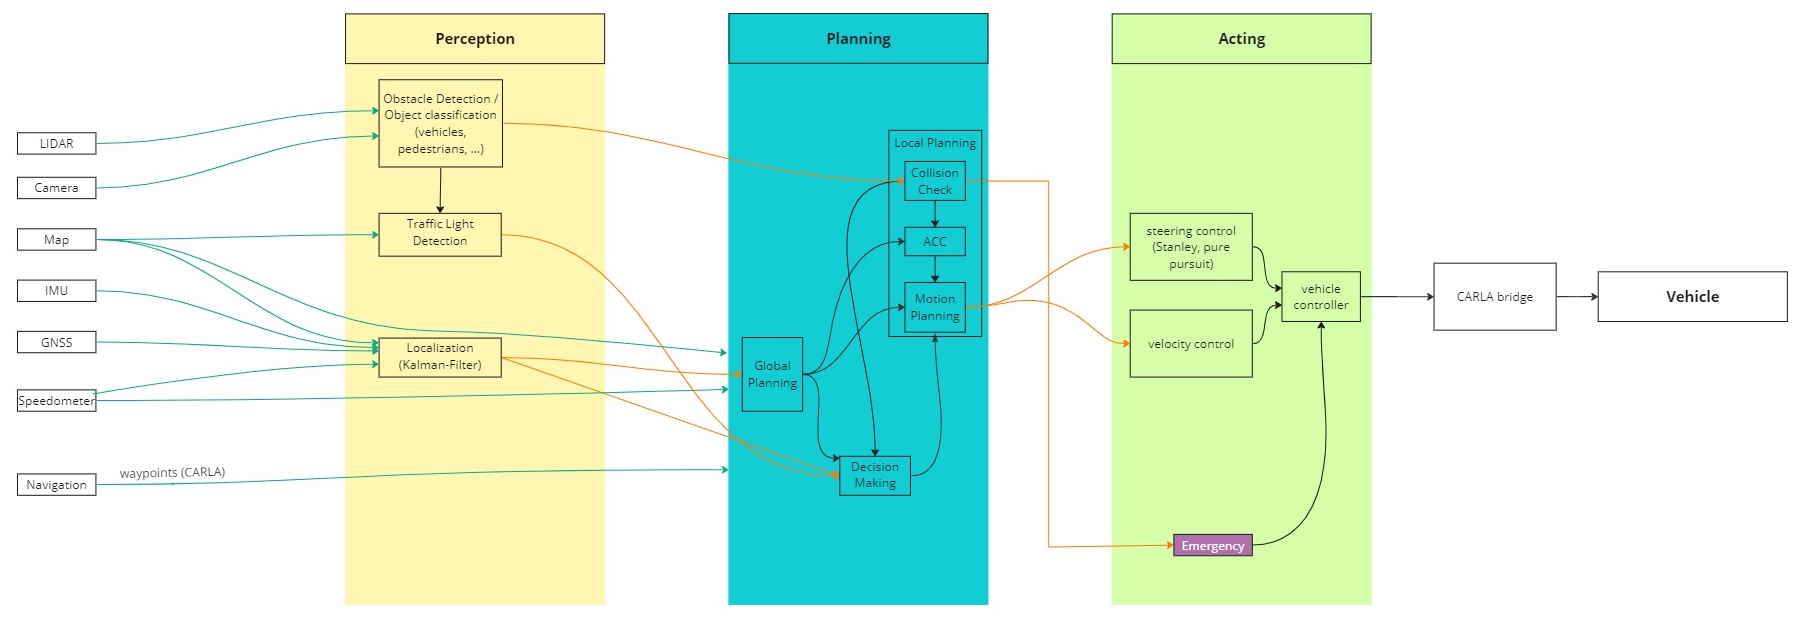 Perception
Planning
Acting
LIDAR
Camera
Map
IMU
GNSS
Speedometer
Navigation
waypoints (CARLA)
Obstacle Detection /
Object classification
(vehicles,
pedestrians, ...)
Traffic Light
Detection
Localization
(Kalman-Filter)
Local Planning
Collision
Check
ACC
Motion
Planning
Global
Planning
Decision
Making
steering control
(Stanley, pure
pursuit)
velocity control
vehicle
controller
Emergency
CARLA bridge
Vehicle